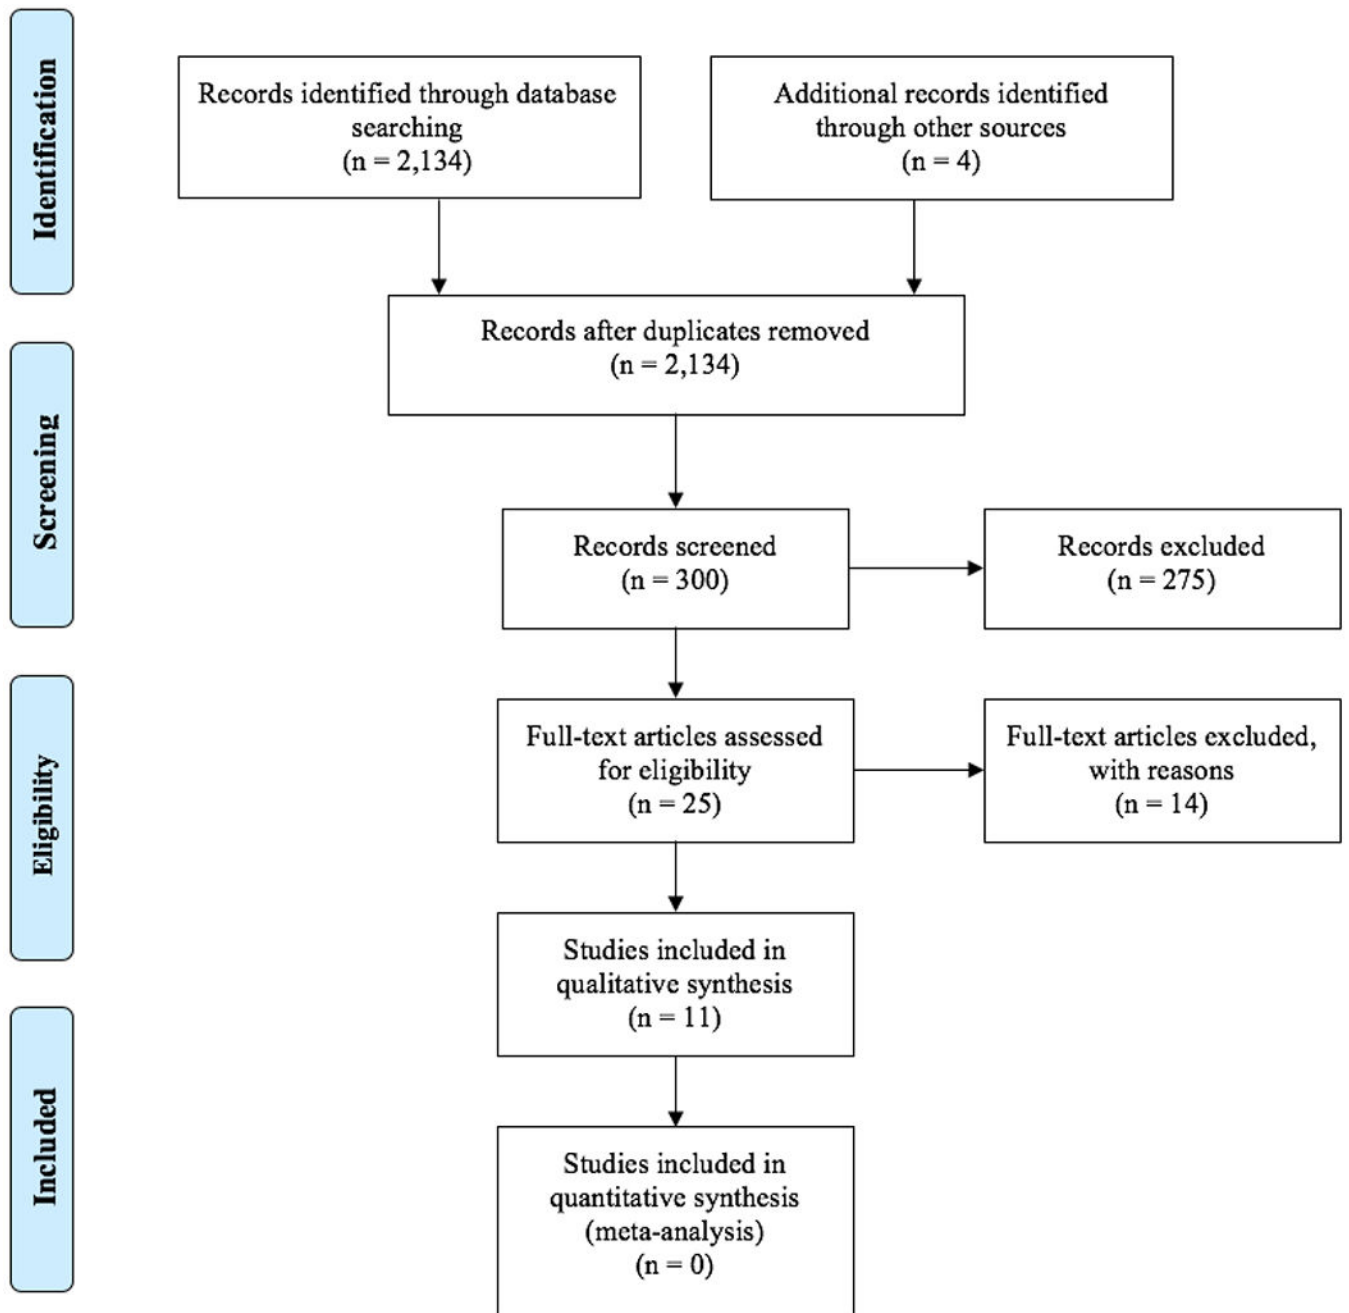 Identification
Records identified through database
searching
(n = 2,134)
Additional records identified
through other sources
(n = 4)
Records after duplicates removed
(n = 2,134)
Screening
Records screened
(n = 300)
Records excluded
(n = 275)
Eligibility
Full-text articles assessed
for eligibility
(n = 25)
Full-text articles excluded,
with reasons
(n = 14)
Studies included in
qualitative synthesis
(n = 11)
Included
Studies included in
quantitative synthesis
(meta-analysis)
(n = 0)